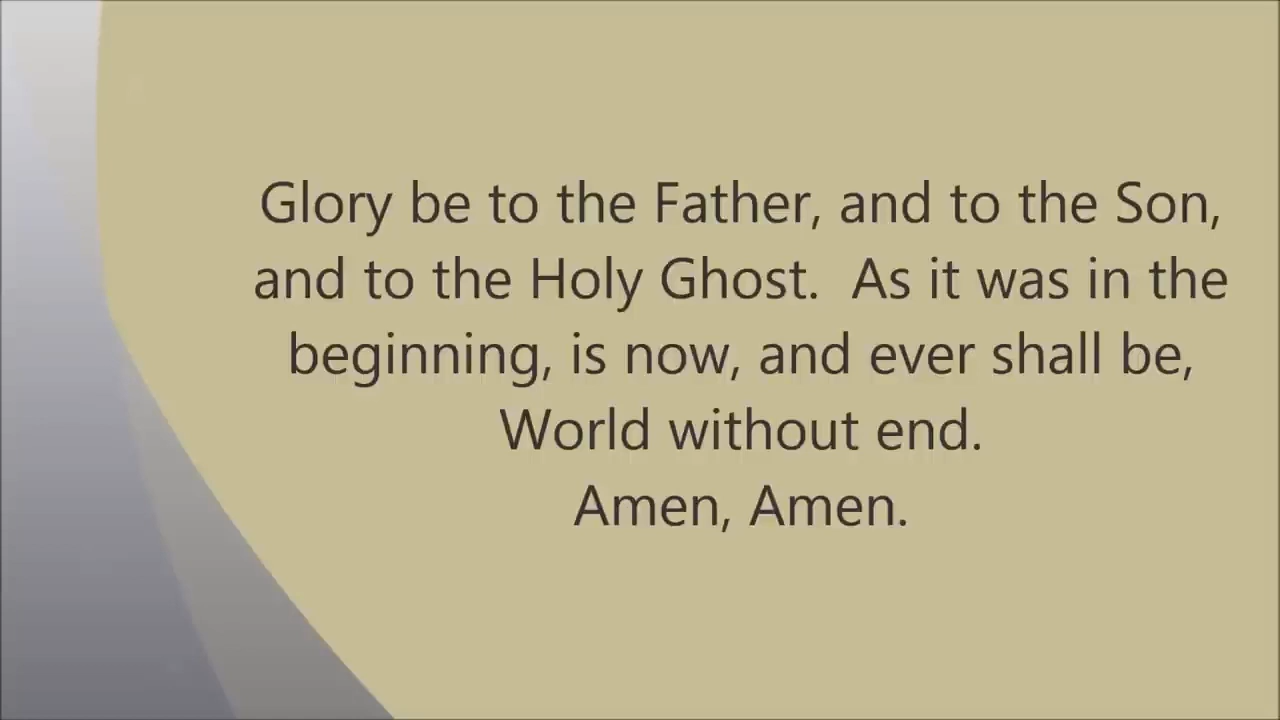 Glory be to the Father, and to the Son,
and to the Holy Ghost.  As it was in the
beginning, is now, and ever shall be,
World without end.
Amen, Amen.